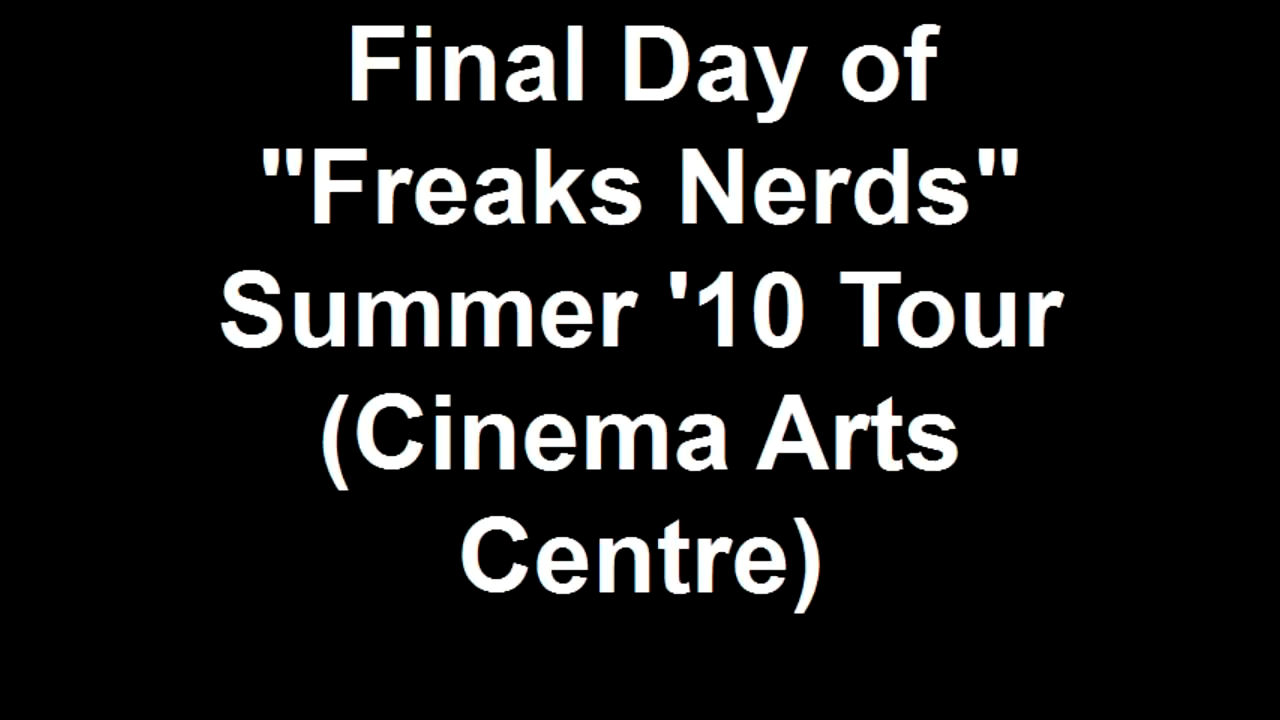 Final Day of
"Freaks Nerds"
Summer '10 Tour
(Cinema Arts
Centre)